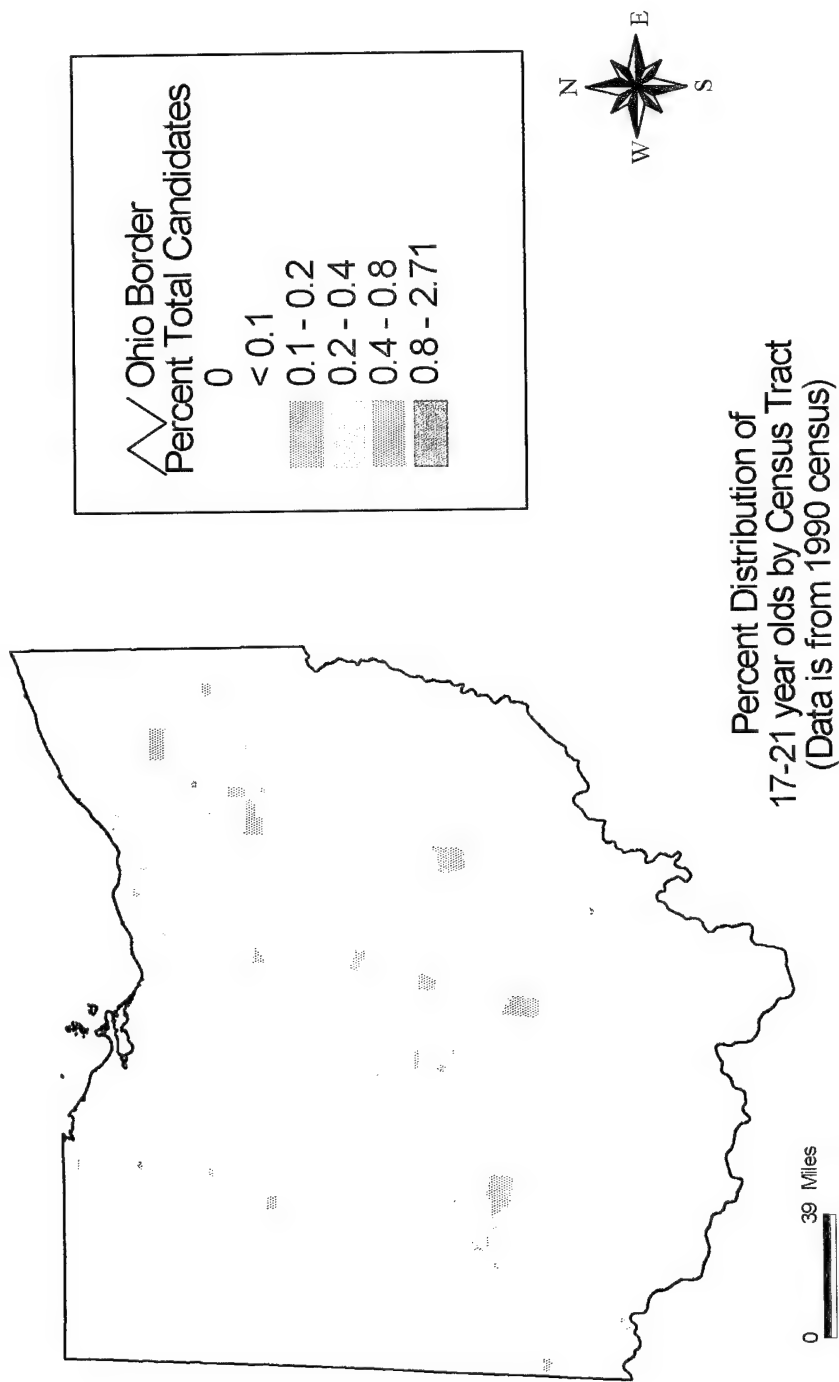 Ohio Border
Percent Total Candidates
0
< 0.1
0.1 - 0.2
0.2 - 0.4
0.4 - 0.8
0.8 - 2.71
N
W
E
S
0
39 Miles
Percent Distribution of
17-21 year olds by Census Tract
(Data is from 1990 census)